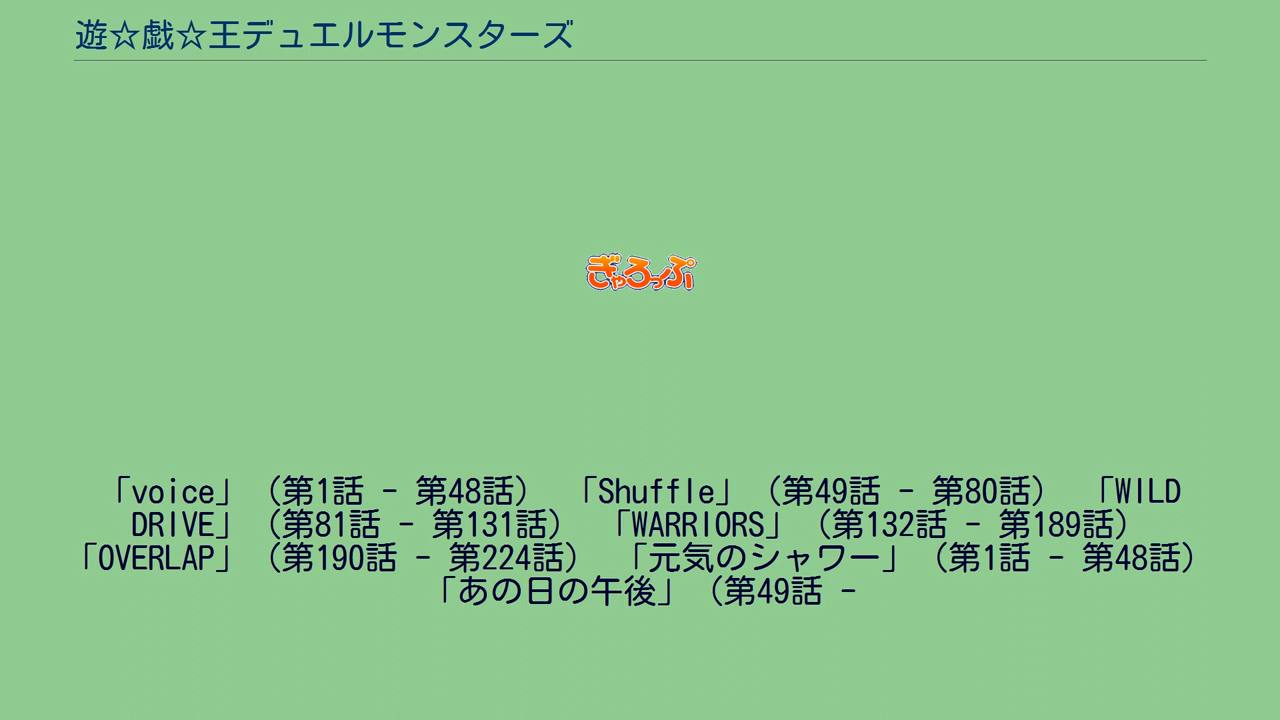 遊☆戯☆王デュエルモンスターズ
ぎゃろっぷ
「voice」（第1話 - 第48話）　「Shuffle」（第49話 - 第80話）　「WILD
DRIVE」（第81話 - 第131話）　「WARRIORS」（第132話 - 第189話）
「OVERLAP」（第190話 - 第224話）　「元気のシャワー」（第1話 - 第48話）
「あの日の午後」（第49話 -